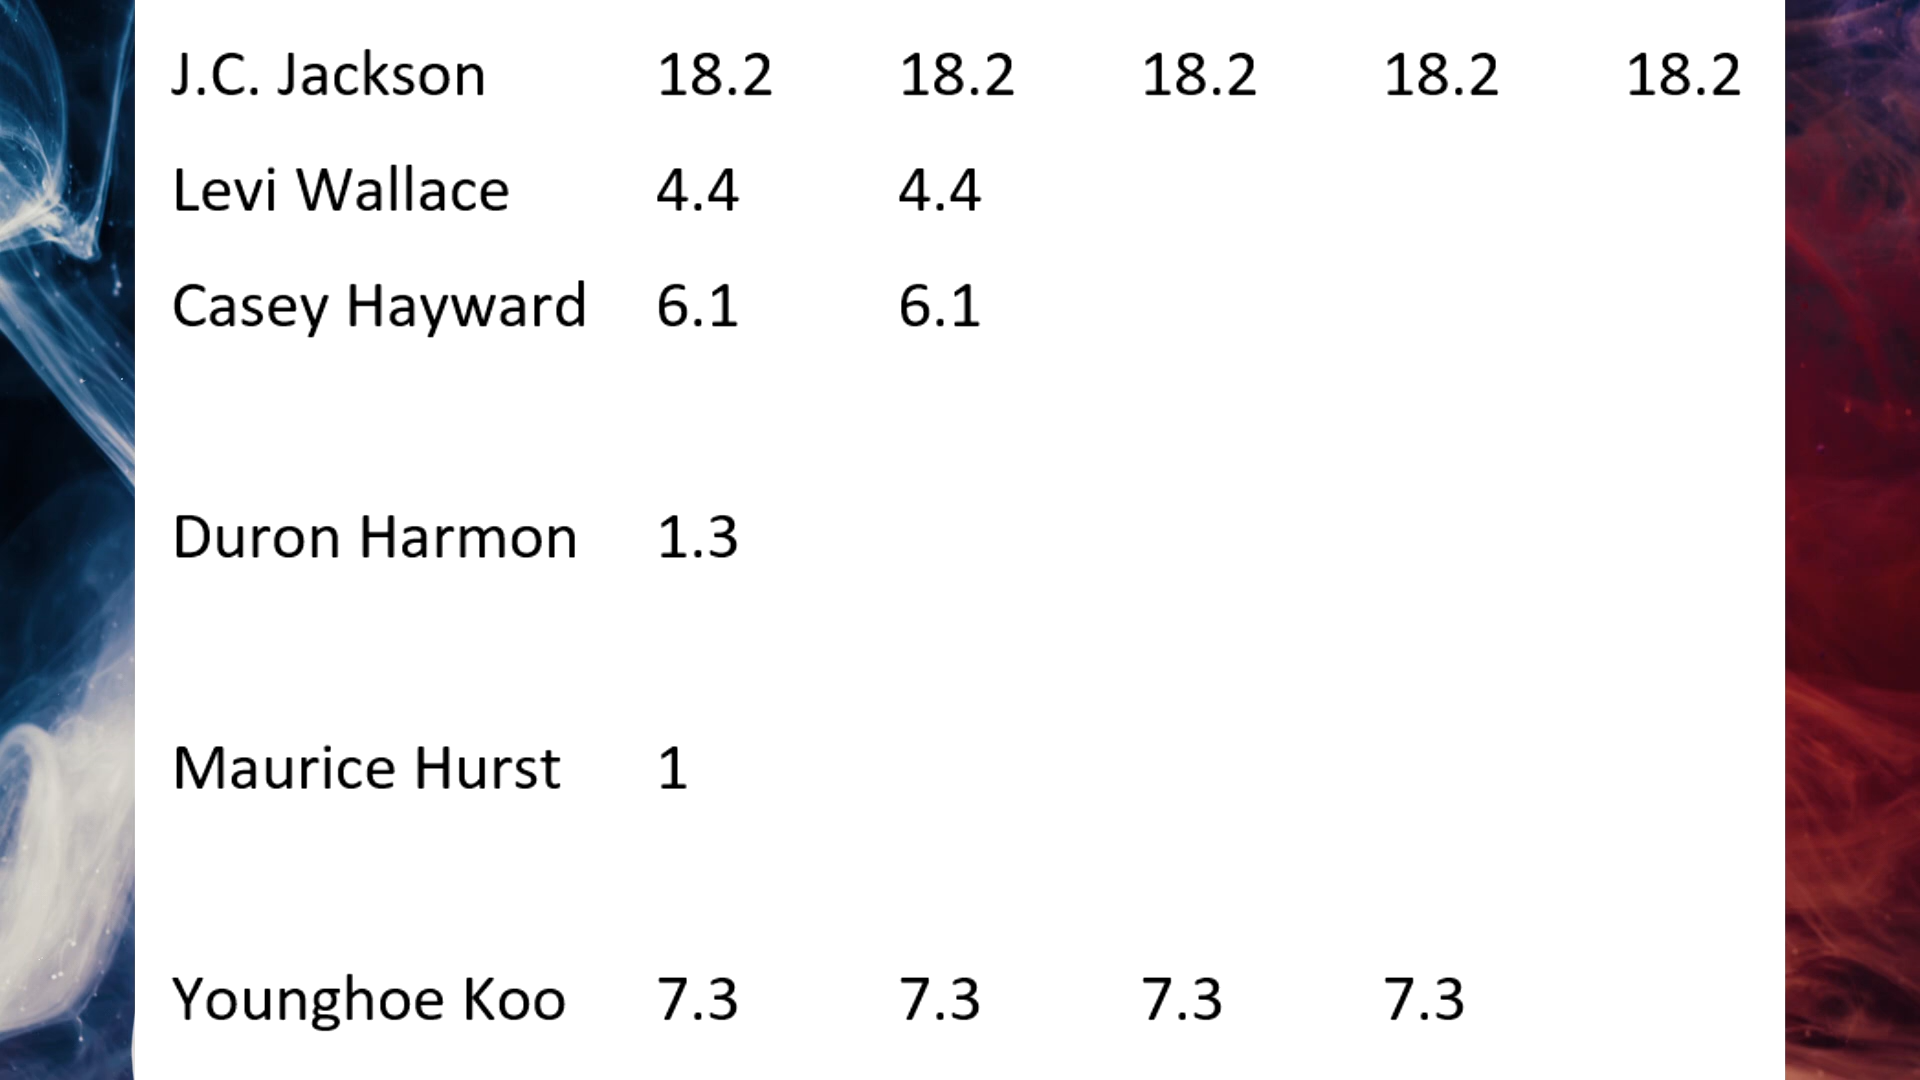 J.C. Jackson 18.2 18.2 18.2 18.2 18.2
Levi Wallace 4.4 4.4
Casey Hayward 6.1 6.1
Duron Harmon 1.3
Maurice Hurst 1
Younghoe Koo 7.3 7.3 7.3 7.3